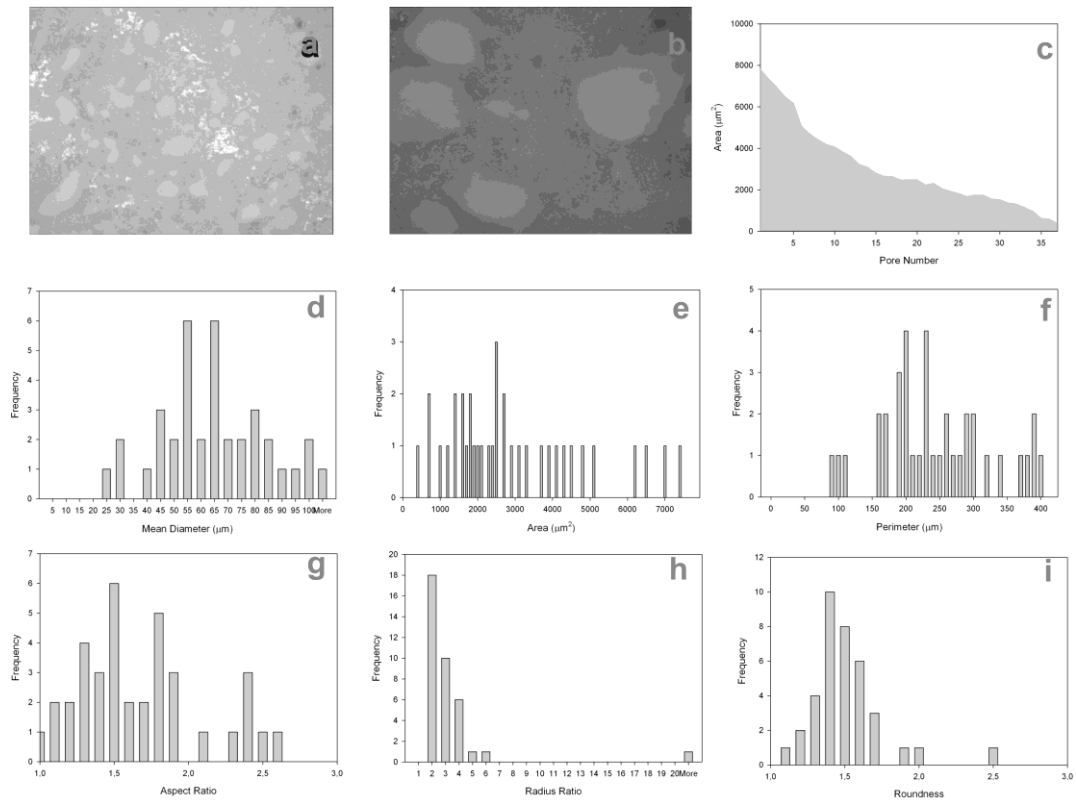 a
b
c
10000
8000
6000
4000
2000
0
Area (μm²)
5 10 15 20 25 30 35
Pore Number
d
7
6
5
4
3
2
1
0
Frequency
5 10 15 20 25 30 35 40 45 50 55 60 65 70 75 80 85 90 95 100 More
Mean Diameter (μm)
e
4
3
2
1
0
Frequency
0 1000 2000 3000 4000 5000 6000 7000
Area (μm²)
f
5
4
3
2
1
0
Frequency
0 50 100 150 200 250 300 350 400
Perimeter (μm)
g
7
6
5
4
3
2
1
0
Frequency
1,0 1,5 2,0 2,5 3,0
Aspect Ratio
h
20
18
16
14
12
10
8
6
4
2
0
Frequency
1 2 3 4 5 6 7 8 9 10 11 12 13 14 15 16 17 18 19 20 More
Radius Ratio
i
12
10
8
6
4
2
0
Frequency
1,0 1,5 2,0 2,5 3,0
Roundness